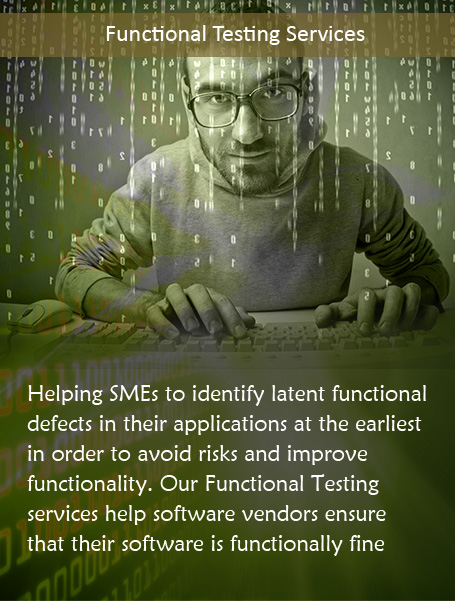 Functional Testing Services
Helping SMEs to identify latent functional
defects in their applications at the earliest
in order to avoid risks and improve
functionality. Our Functional Testing
services help software vendors ensure
that their software is functionally fine